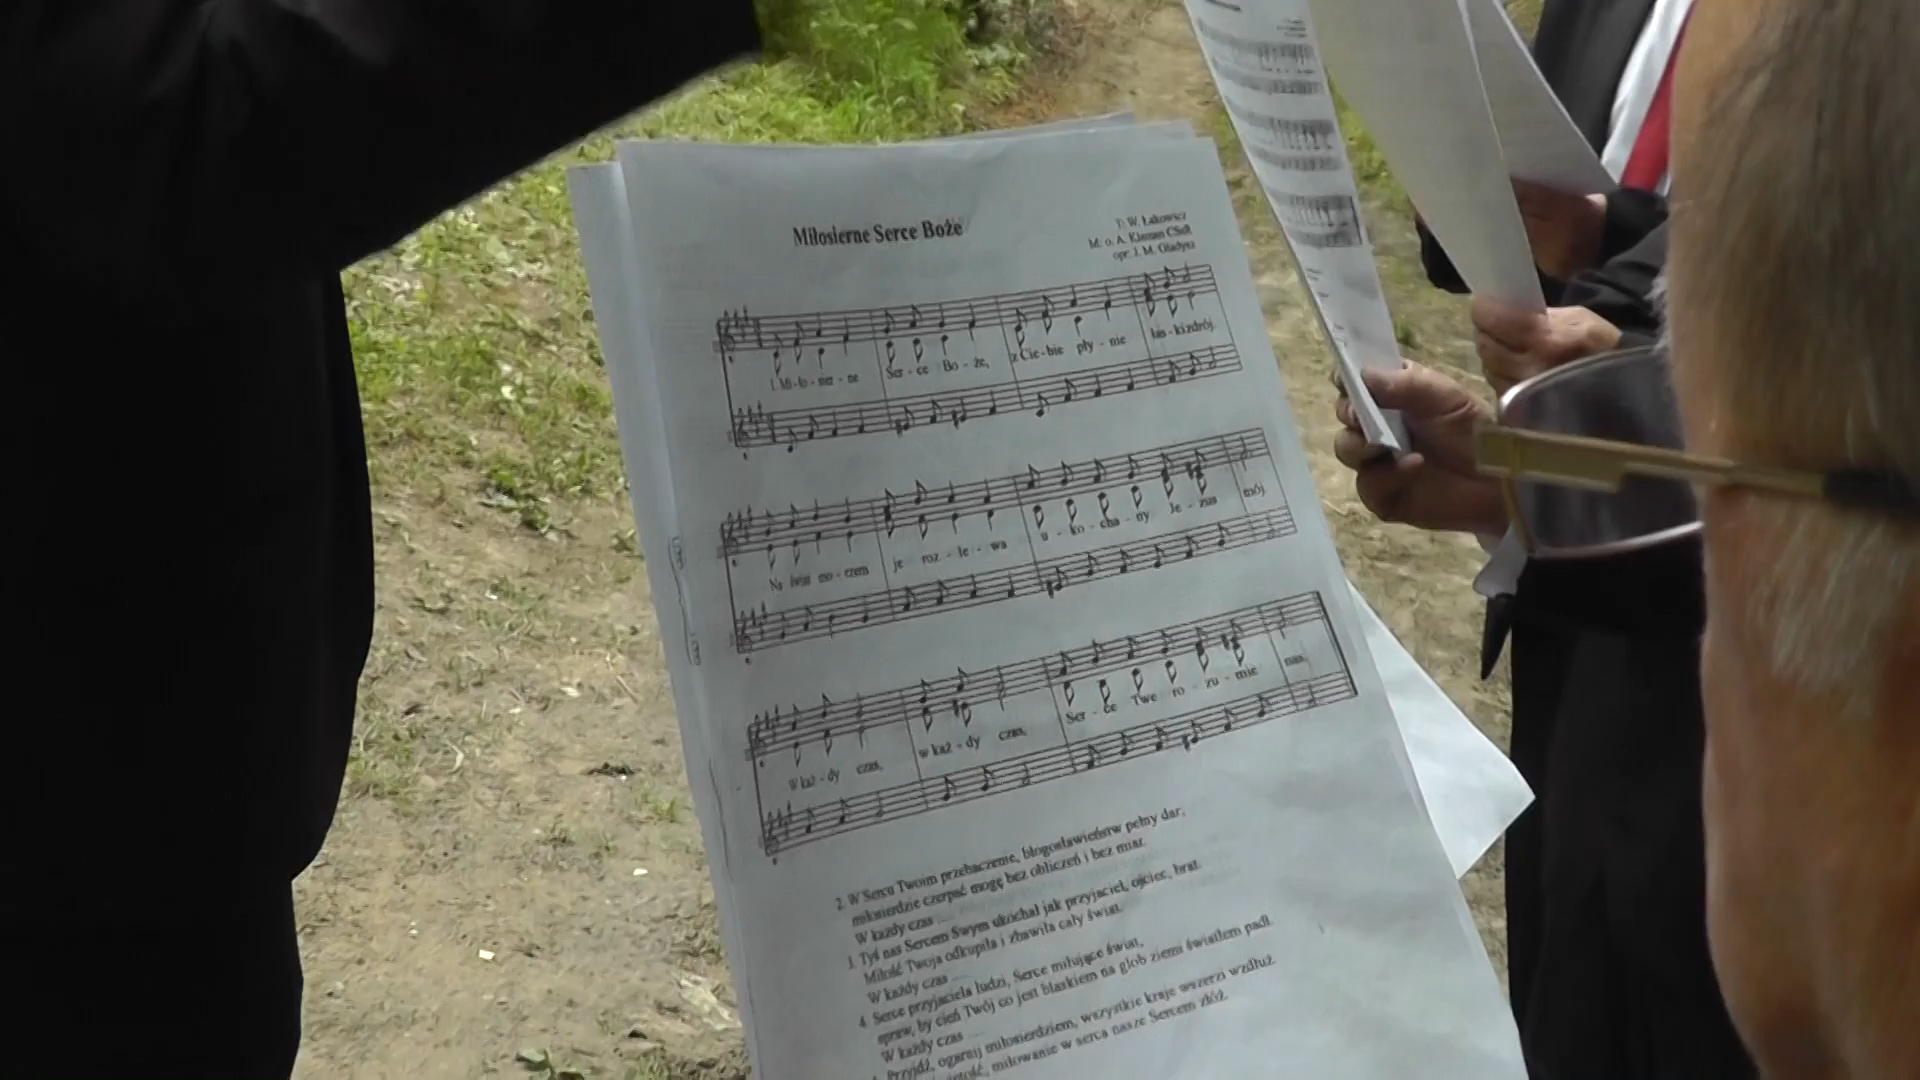 Miłosierne Serce Boże
T: W. Łakowicz
M: o. A. Klaman CSsR
opr: J. M. Gładysz
1. Mi - ło - sier - ne Ser - ce Bo - że, z Cie - bie pły - nie łas - ki zdrój.
Na świat mo - rzem je roz - le - wa u - ko - cha - ny Je - zus mój.
W każ - dy czas, w każ - dy czas, Ser - ce Twe ro - zu - mie nas.
2. W Sercu Twoim przebaczenie, błogosławieństw pełny dar,
miłosierdzie czerpać mogę bez obliczeń i bez miar.
W każdy czas ....
3. Tyś nas Sercem Swym ukochał jak przyjaciel, ojciec, brat.
Miłość Twoja odkupiła i zbawiła cały świat.
W każdy czas ....
4. Serce przyjaciela ludzi, Serce miłujące świat,
spraw, by cień Twój co jest blaskiem na glob ziemi światłem padł.
W każdy czas ....
Przyjdź, ogarnij miłosierdziem, wszystkie kraje wszerz i wzdłuż.
miłowanie w serca nasze Sercem złóż.